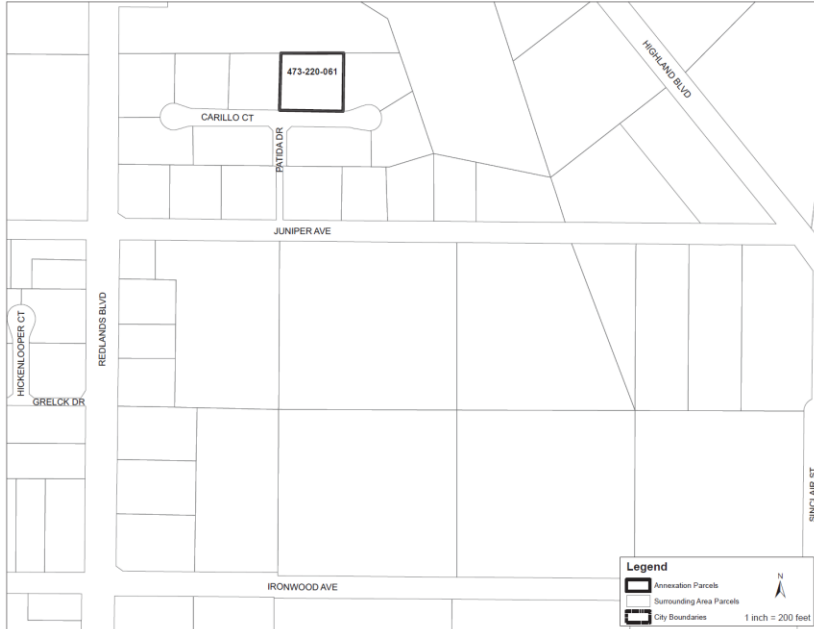 473-220-061
HIGHLAND BLVD
CARILLO CT
PATIDA DR
JUNIPER AVE
REDLANDS BLVD
HICKENLOOPER CT
GRELCK DR
SINCLAIR ST
IRONWOOD AVE
Legend
Annexation Parcels
Surrounding Area Parcels
City Boundaries
N
1 inch = 200 feet